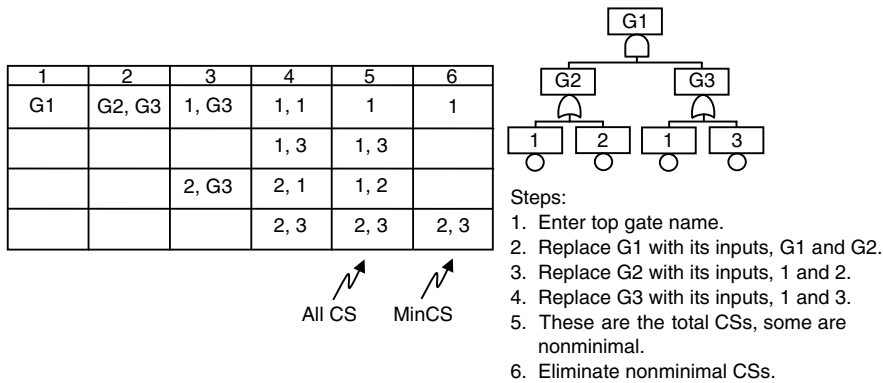 1 2 3 4 5 6
G1 G2, G3 1, G3 1, 1 1 1
1, 3 1, 3
2, G3 2, 1 1, 2
2, 3 2, 3 2, 3
All CS MinCS
G1
G2 G3
1 2 1 3
Steps:
1. Enter top gate name.
2. Replace G1 with its inputs, G1 and G2.
3. Replace G2 with its inputs, 1 and 2.
4. Replace G3 with its inputs, 1 and 3.
5. These are the total CSs, some are
nonminimal.
6. Eliminate nonminimal CSs.